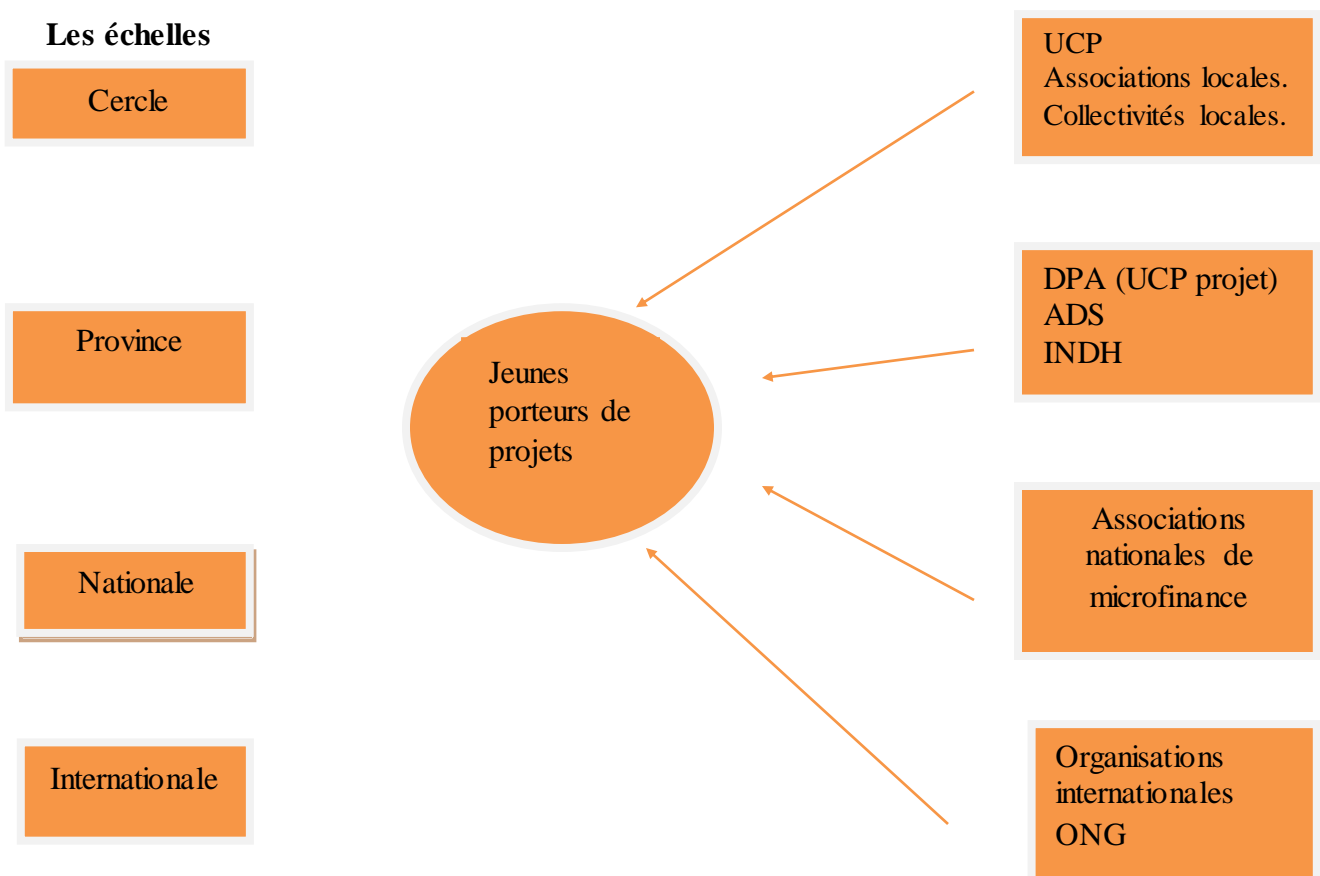 Les échelles
Cercle
Province
Nationale
Internationale
Jeunes
porteurs de
projets
UCP
Associations locales.
Collectivités locales.
DPA (UCP projet)
ADS
INDH
Associations
nationales de
microfinance
Organisations
internationales
ONG